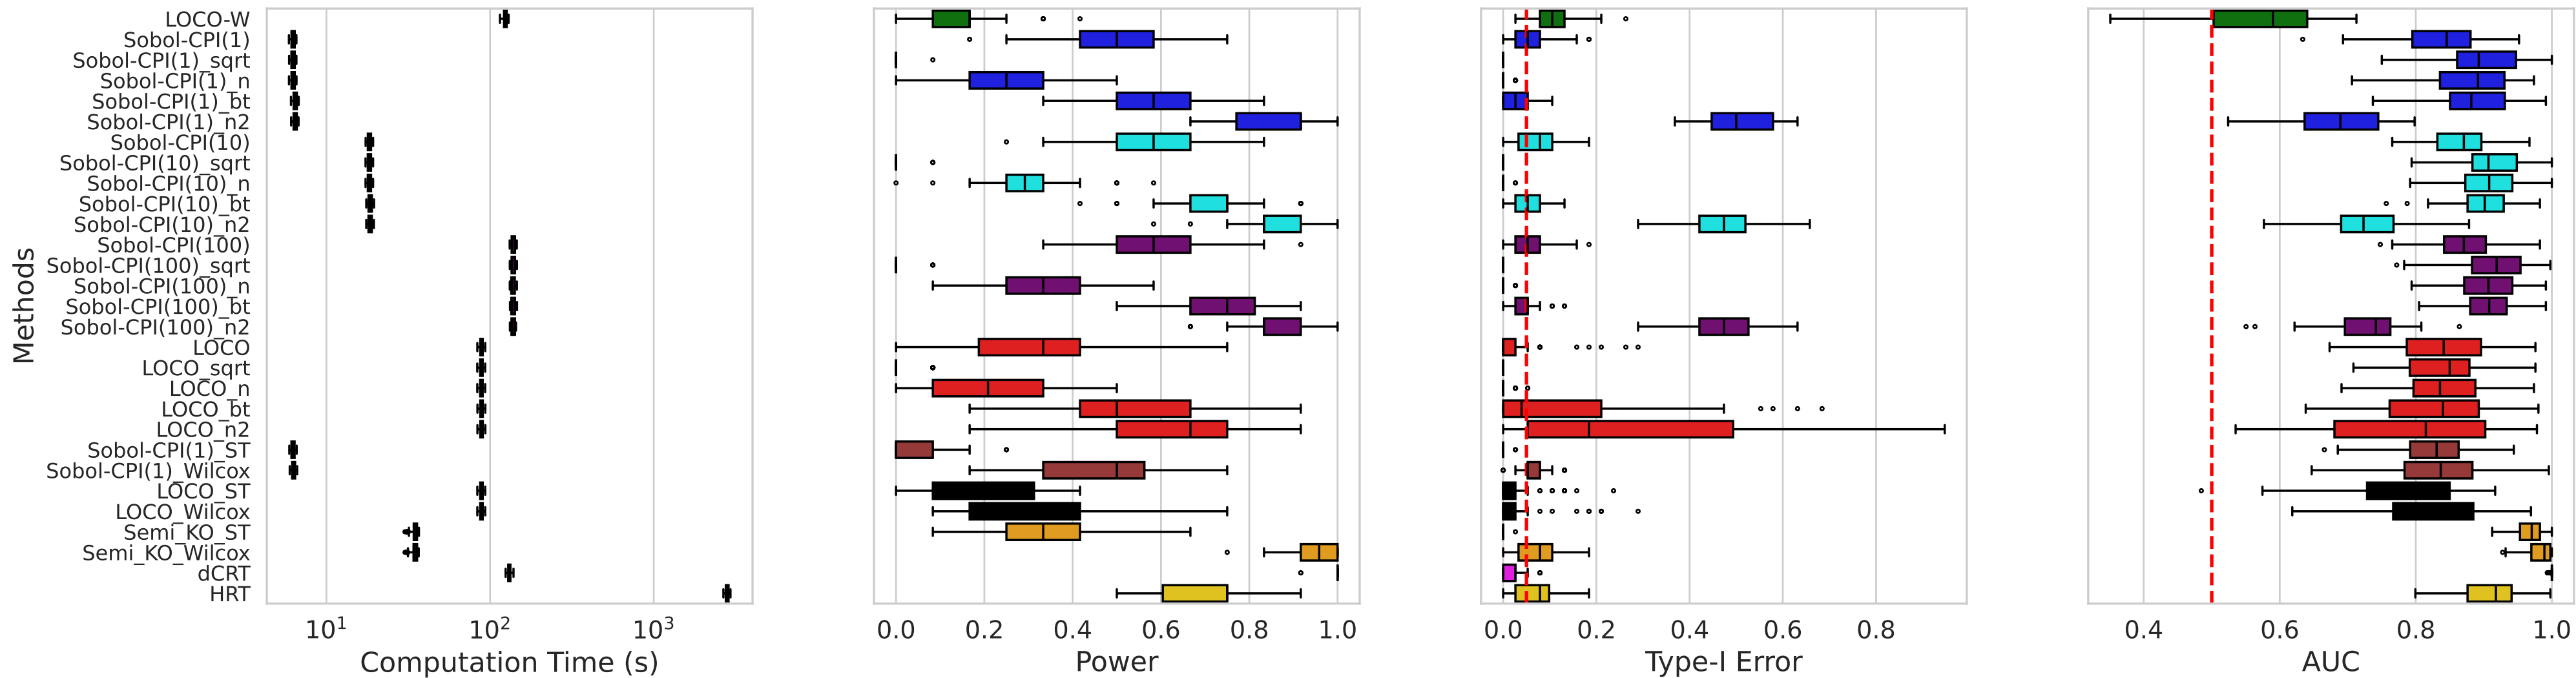 Methods
LOCO-W
Sobol-CPI(1)
Sobol-CPI(1)_sqrt
Sobol-CPI(1)_n
Sobol-CPI(1)_bt
Sobol-CPI(1)_n2
Sobol-CPI(10)
Sobol-CPI(10)_sqrt
Sobol-CPI(10)_n
Sobol-CPI(10)_bt
Sobol-CPI(10)_n2
Sobol-CPI(100)
Sobol-CPI(100)_sqrt
Sobol-CPI(100)_n
Sobol-CPI(100)_bt
Sobol-CPI(100)_n2
LOCO
LOCO_sqrt
LOCO_n
LOCO_bt
LOCO_n2
Sobol-CPI(1)_ST
Sobol-CPI(1)_Wilcox
LOCO_ST
LOCO_Wilcox
Semi_KO_ST
Semi_KO_Wilcox
dCRT
HRT
10¹ 10² 10³
Computation Time (s)
0.0 0.2 0.4 0.6 0.8 1.0
Power
0.0 0.2 0.4 0.6 0.8
Type-I Error
0.4 0.6 0.8 1.0
AUC